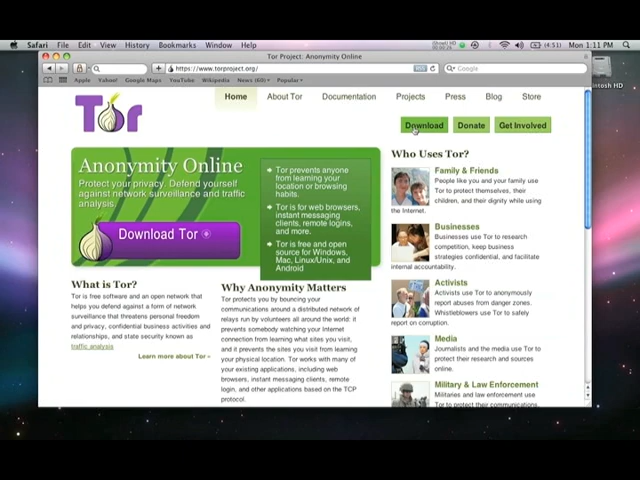 Safari File Edit View History Bookmarks Window Help
(4:51) Mon 1:11 PM
Tor Project: Anonymity Online
https://www.torproject.org/
Google
Apple Yahoo! Google Maps YouTube Wikipedia News (69) Popular
Tor
Home About Tor Documentation Projects Press Blog Store
Download Donate Get Involved
Anonymity Online
Protect your privacy. Defend yourself
against network surveillance and traffic
analysis.
Download Tor
Tor prevents anyone
from learning your
location or browsing
habits.
Tor is for web browsers,
instant messaging
clients, remote logins,
and more.
Tor is free and open
source for Windows,
Mac, Linux/Unix, and
Android
What is Tor?
Tor is free software and an open network that
helps you defend against a form of network
surveillance that threatens personal freedom
and privacy, confidential business activities and
relationships, and state security known as
traffic analysis
Learn more about Tor »
Why Anonymity Matters
Tor protects you by bouncing your
communications around a distributed network of
relays run by volunteers all around the world: it
prevents somebody watching your Internet
connection from learning what sites you visit,
and it prevents the sites you visit from learning
your physical location. Tor works with many of
your existing applications, including web
browsers, instant messaging clients, remote
login, and other applications based on the TCP
protocol.
Who Uses Tor?
Family & Friends
People like you and your family use
Tor to protect themselves, their
children, and their dignity while using
the Internet.
Businesses
Businesses use Tor to research
competition, keep business
strategies confidential, and facilitate
internal accountability.
Activists
Activists use Tor to anonymously
report abuses from danger zones.
Whistleblowers use Tor to safely
report on corruption.
Media
Journalists and the media use Tor to
protect their research and sources
online.
Military & Law Enforcement
Militaries and law enforcement use
Tor to protect their communications,